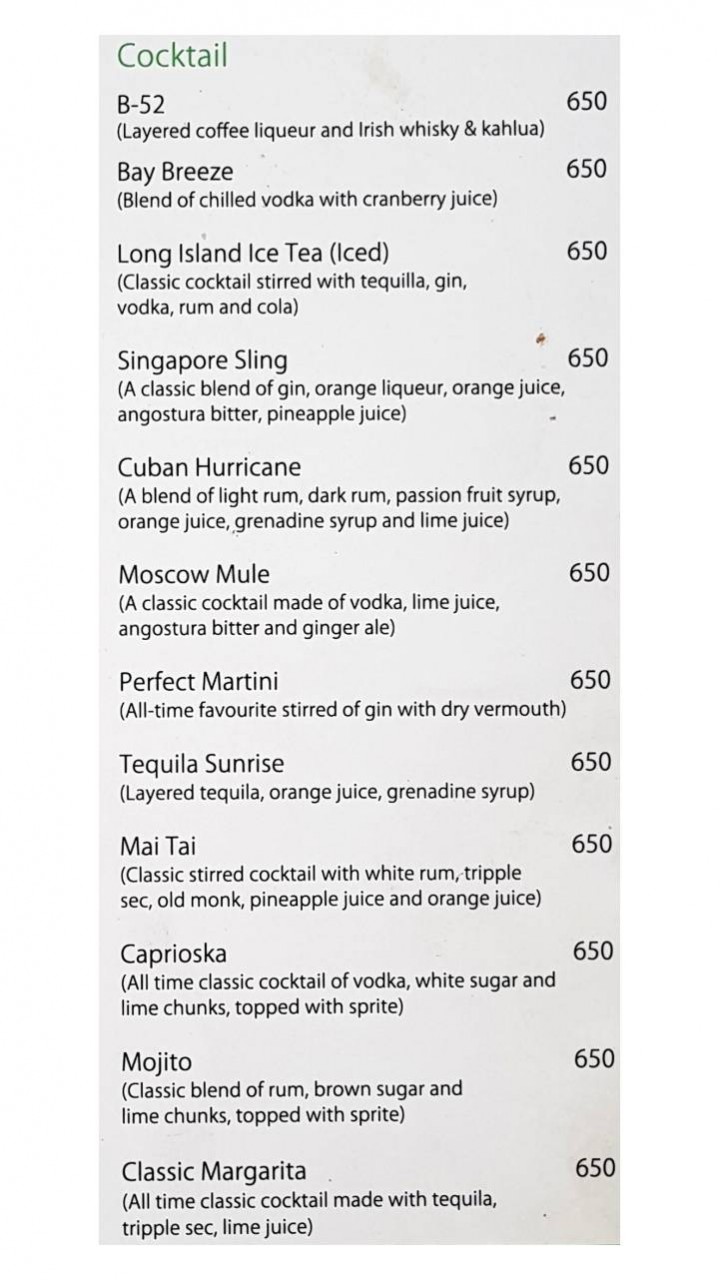 Cocktail
B-52 650
(Layered coffee liqueur and Irish whisky & kahlua)
Bay Breeze 650
(Blend of chilled vodka with cranberry juice)
Long Island Ice Tea (Iced) 650
(Classic cocktail stirred with tequilla, gin,
vodka, rum and cola)
Singapore Sling 650
(A classic blend of gin, orange liqueur, orange juice,
angostura bitter, pineapple juice)
Cuban Hurricane 650
(A blend of light rum, dark rum, passion fruit syrup,
orange juice, grenadine syrup and lime juice)
Moscow Mule 650
(A classic cocktail made of vodka, lime juice,
angostura bitter and ginger ale)
Perfect Martini 650
(All-time favourite stirred of gin with dry vermouth)
Tequila Sunrise 650
(Layered tequila, orange juice, grenadine syrup)
Mai Tai 650
(Classic stirred cocktail with white rum, tripple
sec, old monk, pineapple juice and orange juice)
Caprioska 650
(All time classic cocktail of vodka, white sugar and
lime chunks, topped with sprite)
Mojito 650
(Classic blend of rum, brown sugar and
lime chunks, topped with sprite)
Classic Margarita 650
(All time classic cocktail made with tequila,
tripple sec, lime juice)